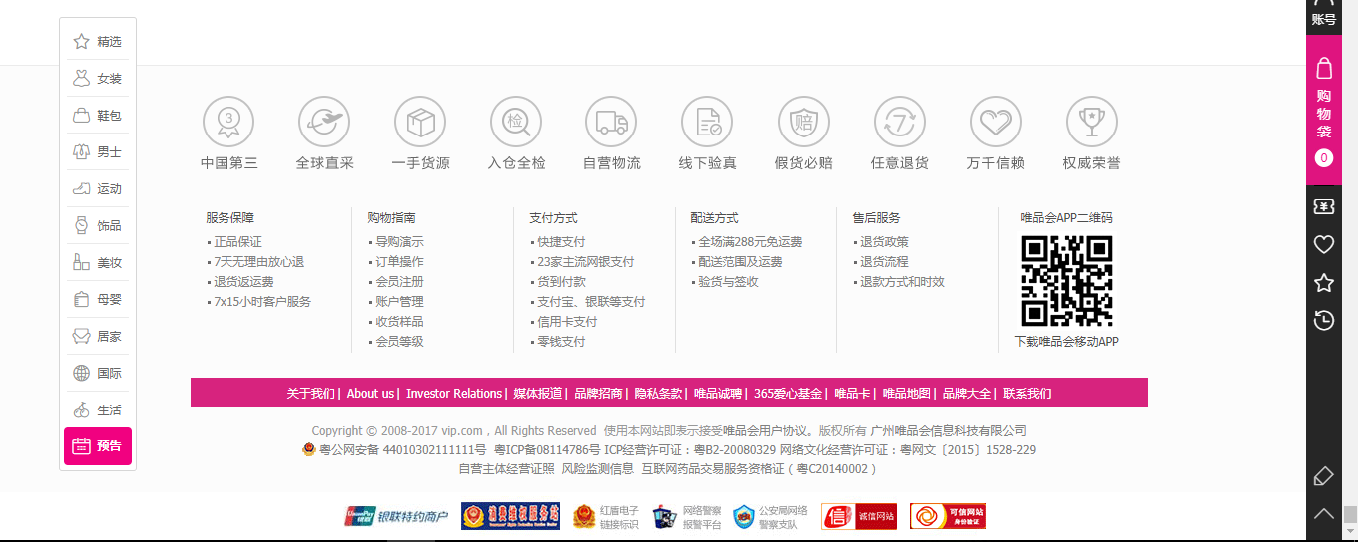 精选
女装
鞋包
男士
运动
饰品
美妆
母婴
居家
国际
生活
预告
3
检
赔
7
中国第三 全球直采 一手货源 入仓全检 自营物流 线下验真 假货必赔 任意退货 万千信赖 权威荣誉
服务保障
正品保证
7天无理由放心退
退货返运费
7x15小时客户服务
购物指南
导购演示
订单操作
会员注册
账户管理
收货样品
会员等级
支付方式
快捷支付
23家主流网银支付
货到付款
支付宝、银联等支付
信用卡支付
零钱支付
配送方式
全场满288元免运费
配送范围及运费
验货与签收
售后服务
退货政策
退货流程
退款方式和时效
唯品会APP二维码
下载唯品会移动APP
关于我们 | About us | Investor Relations | 媒体报道 | 品牌招商 | 隐私条款 | 唯品诚聘 | 365爱心基金 | 唯品卡 | 唯品地图 | 品牌大全 | 联系我们
Copyright © 2008-2017 vip.com，All Rights Reserved 使用本网站即表示接受唯品会用户协议。版权所有 广州唯品会信息科技有限公司
粤公网安备 44010302111111号 粤ICP备08114786号 ICP经营许可证：粤B2-20080329 网络文化经营许可证：粤网文〔2015〕1528-229
自营主体经营证照 风险监测信息 互联网药品交易服务资格证（粤C20140002）
UnionPay
银联
银联特约商户
消费维权服务站
红盾电子
链接标识
网络警察
报警平台
公安局网络
警察支队
信 诚信网站
可信网站
身份验证
账号
购
物
袋
0